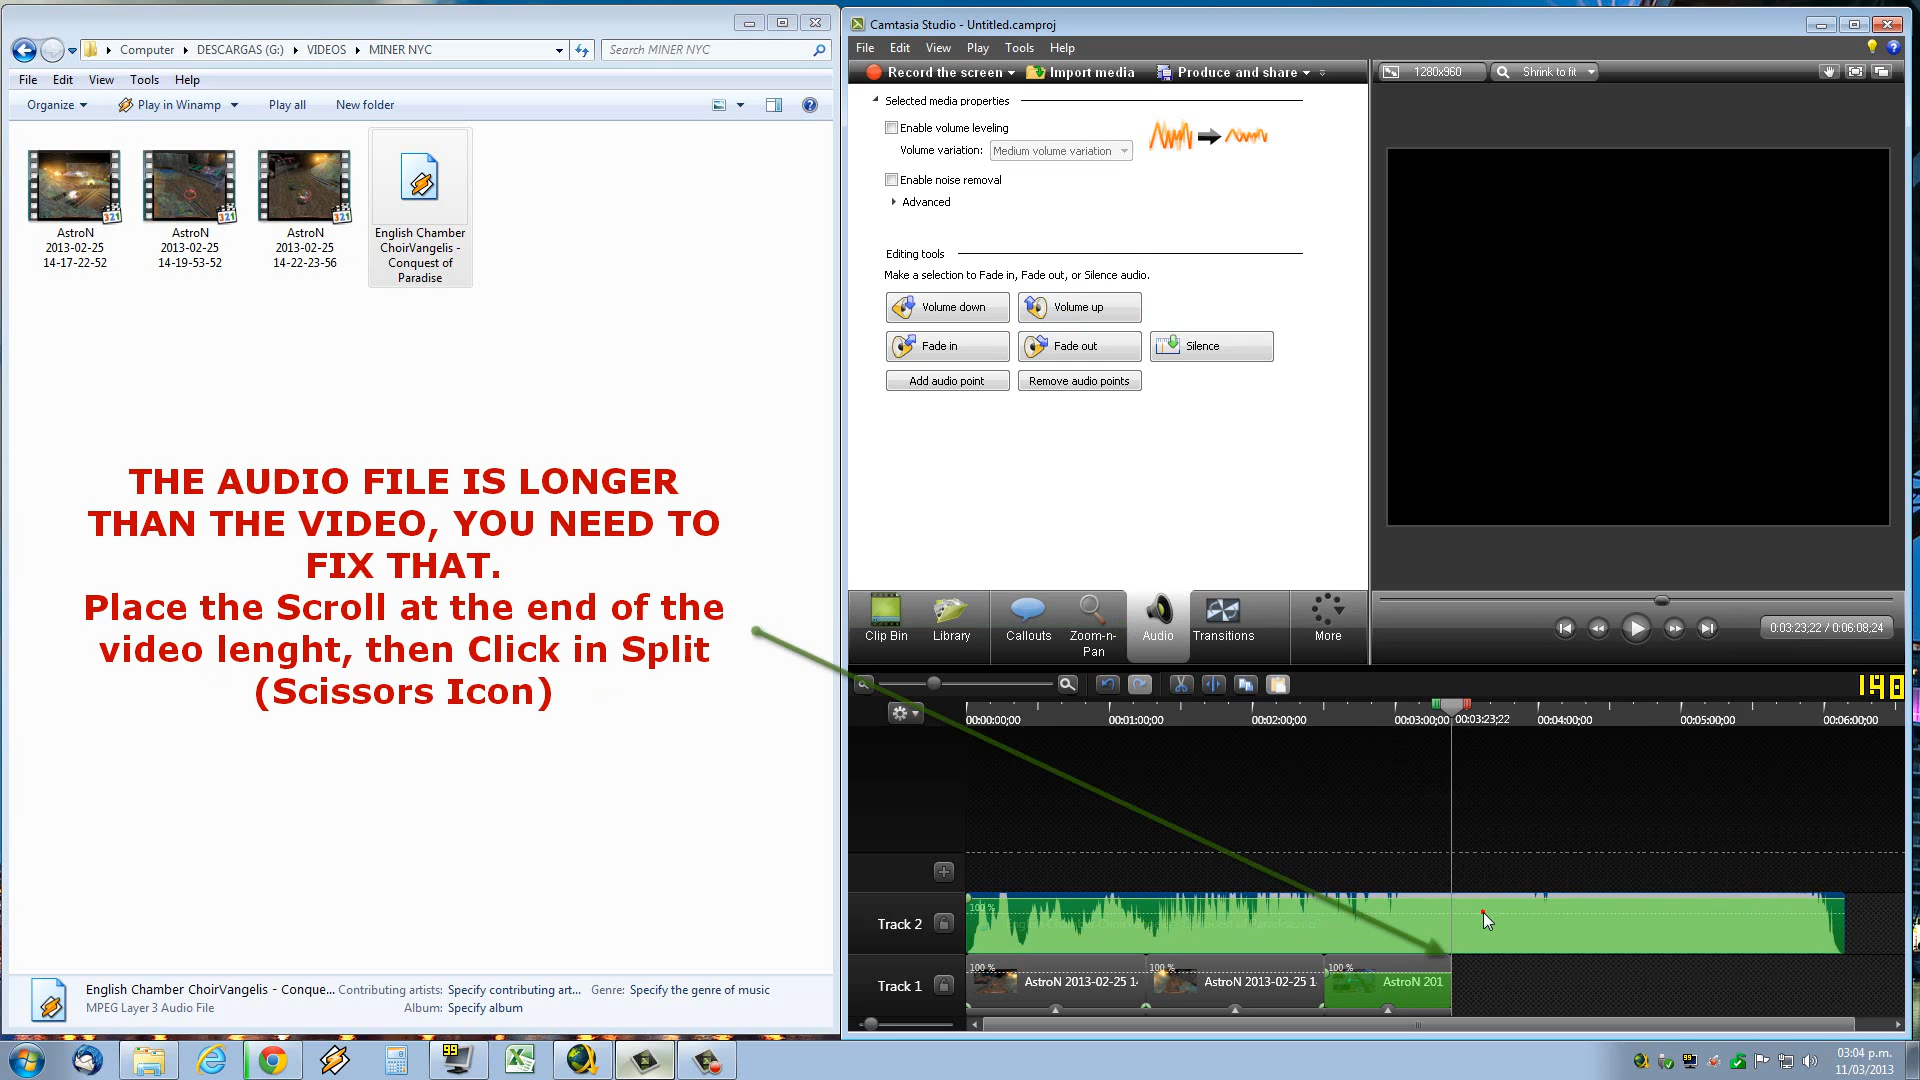 Computer
DESCARGAS (G:)
VIDEOS
MINER NYC
Search MINER NYC
File Edit View Tools Help
Organize Play in Winamp Play all New folder
AstroN
2013-02-25
14-17-22-52
AstroN
2013-02-25
14-19-53-52
AstroN
2013-02-25
14-22-23-56
English Chamber
ChoirVangelis -
Conquest of
Paradise
THE AUDIO FILE IS LONGER
THAN THE VIDEO, YOU NEED TO
FIX THAT.
Place the Scroll at the end of the
video lenght, then Click in Split
(Scissors Icon)
English Chamber ChoirVangelis - Conque... Contributing artists: Specify contributing art... Genre: Specify the genre of music
MPEG Layer 3 Audio File Album: Specify album
Camtasia Studio - Untitled.camproj
File Edit View Play Tools Help
Record the screen Import media Produce and share
1280x960 Shrink to fit
Selected media properties
Enable volume leveling
Volume variation: Medium volume variation
Enable noise removal
Advanced
Editing tools
Make a selection to Fade in, Fade out, or Silence audio.
Volume down Volume up
Fade in Fade out Silence
Add audio point Remove audio points
Clip Bin Library Callouts Zoom-n-Pan Audio Transitions More
0:03:23;22 / 0:06:08;24
140
00:00:00;00 00:01:00;00 00:02:00;00 00:03:00;00 00:03:23;22 00:04:00;00 00:05:00;00 00:06:00;00
Track 2
100 %
Track 1
100 % AstroN 2013-02-25 1
100 % AstroN 2013-02-25 1
100 % AstroN 201
99
03:04 p.m.
11/03/2013